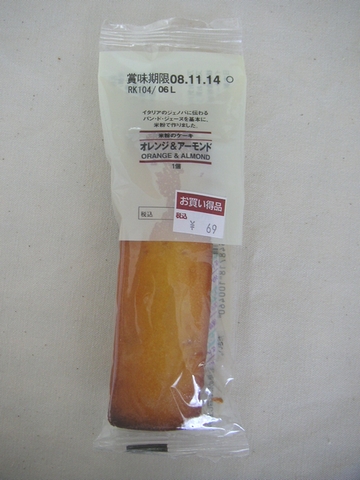 賞味期限08.11.14
RK104/06L
イタリアのジェノバに伝わる
パン・ド・ジェーヌを基本に、
米粉で作りました。
米粉のケーキ
オレンジ&アーモンド
ORANGE & ALMOND
1個
税込
お買い得品
税込
¥ 69